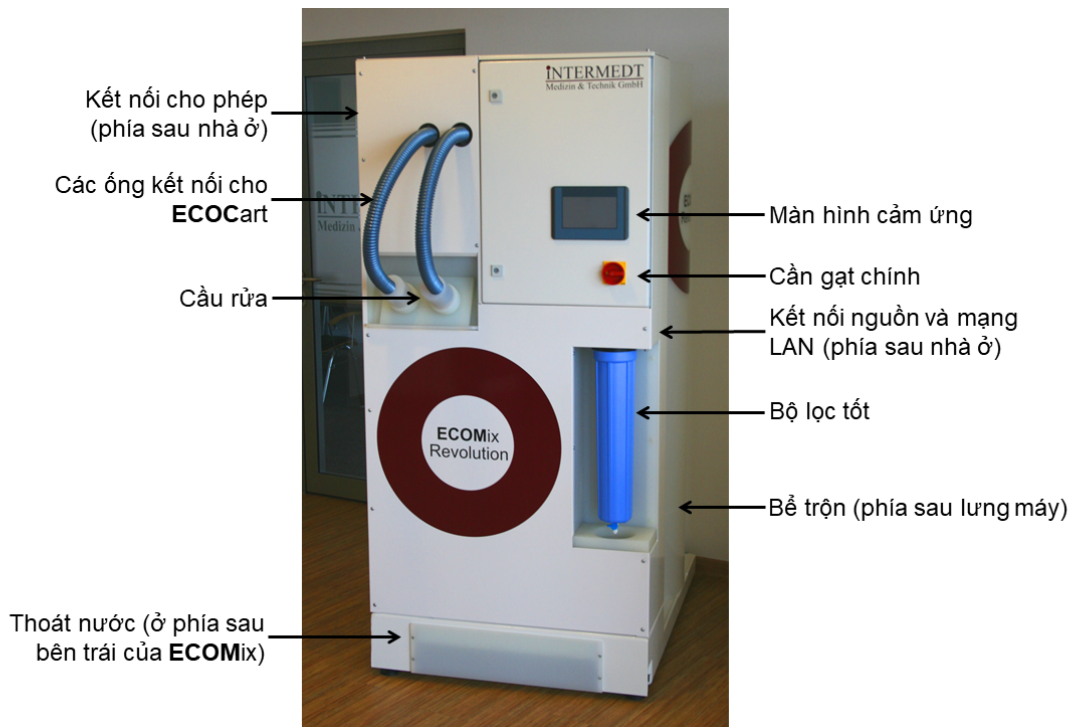 Kết nối cho phép
(phía sau nhà ở)
Các ống kết nối cho
ECOCart
Cầu rửa
Thoát nước (ở phía sau
bên trái của ECOMix)
INTERMEDT
Medizin & Technik GmbH
ECOMix
Revolution
Màn hình cảm ứng
Cần gạt chính
Kết nối nguồn và mạng
LAN (phía sau nhà ở)
Bộ lọc tốt
Bể trộn (phía sau lưng máy)